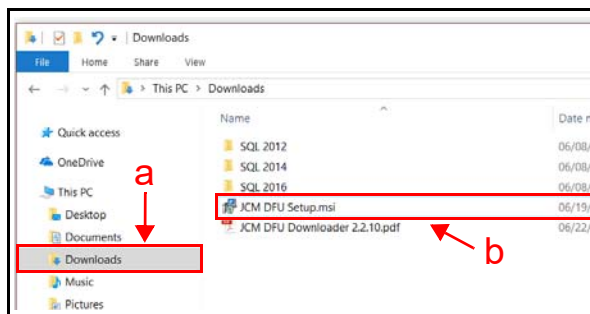 Downloads
File Home Share View
This PC > Downloads
Name Date
Quick access
SQL 2012 06/08/
OneDrive
SQL 2014 06/08/
a
SQL 2016 06/08/
This PC
JCM DFU Setup.msi 06/19/
Desktop
JCM DFU Downloader 2.2.10.pdf 06/22/
Documents
b
Downloads
Music
Pictures